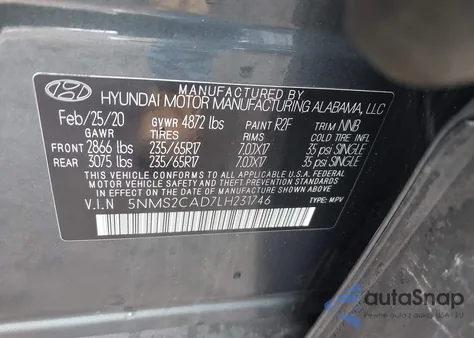 MANUFACTURED BY
HYUNDAI MOTOR MANUFACTURING ALABAMA, LLC
Feb/25/20 GVWR 4872 lbs PAINT R2F TRIM NNB
GAWR TIRES RIMS COLD TIRE INFL
FRONT 2866 lbs 235/65R17 7.0JX17 35 psi SINGLE
REAR 3075 lbs 235/65R17 7.0JX17 35 psi SINGLE
THIS VEHICLE CONFORMS TO ALL APPLICABLE FEDERAL
MOTOR VEHICLE SAFETY, BUMPER, AND THEFT PREVENTION
STANDARDS IN EFFECT ON THE DATE OF MANUFACTURE SHOWN ABOVE.
V.I.N 5NMS2CAD7LH231746 TYPE: MPV
autoSnap